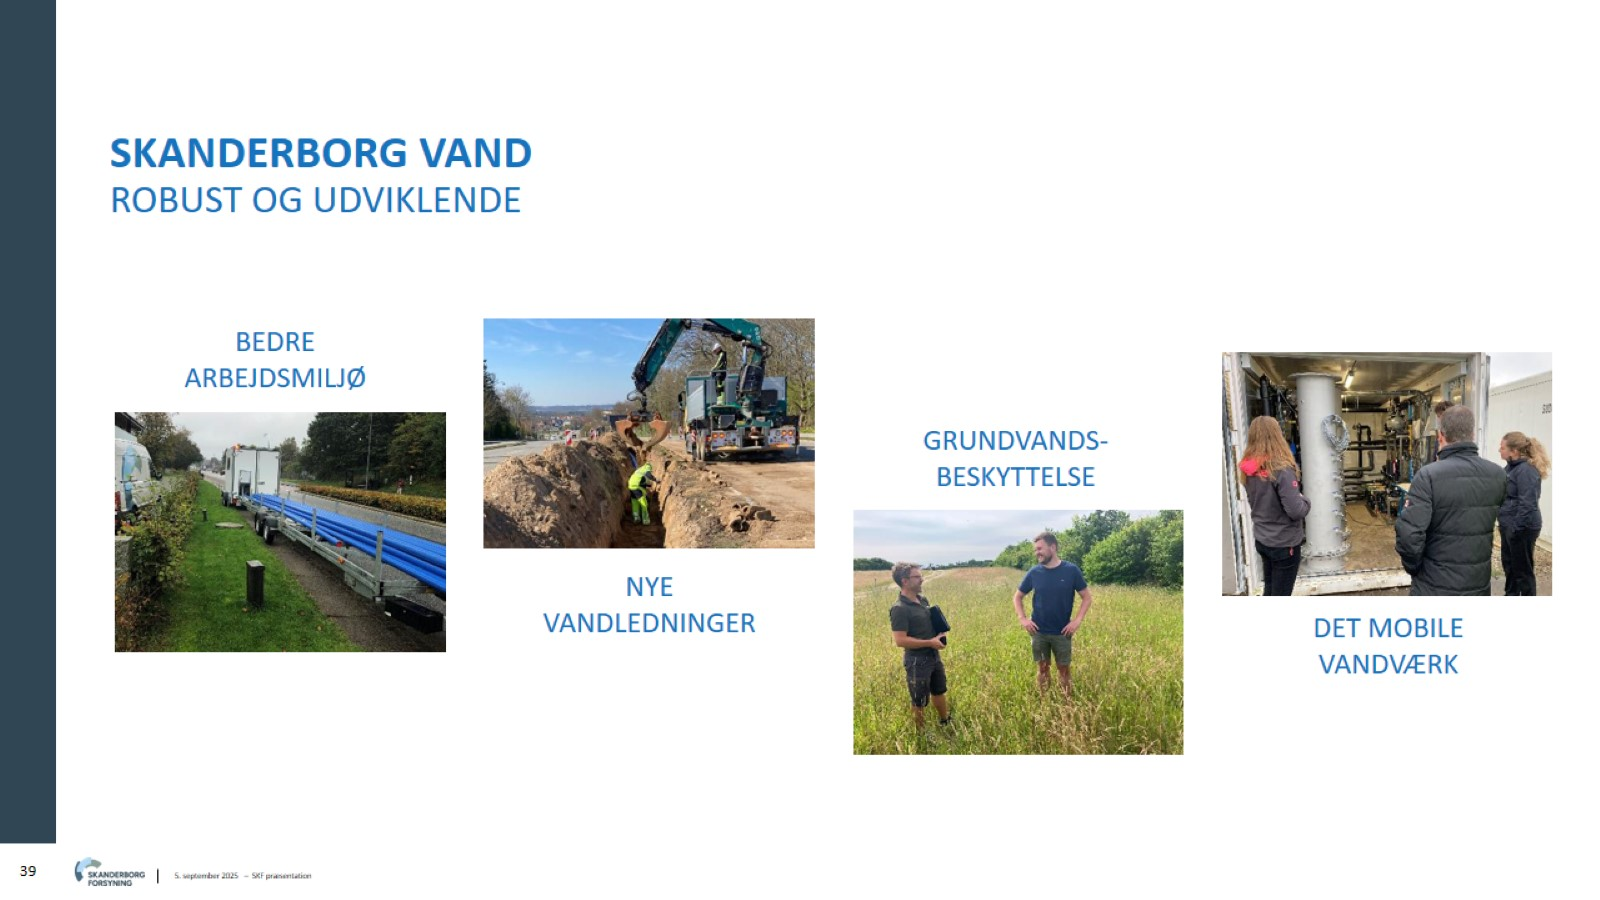 SKANDERBORG VAND
ROBUST OG UDVIKLENDE
BEDRE
ARBEJDSMILJØ
NYE
VANDLEDNINGER
GRUNDVANDS-
BESKYTTELSE
DET MOBILE
VANDVÆRK
39
SKANDERBORG
FORSYNING
5. september 2025 – SKF præsentation